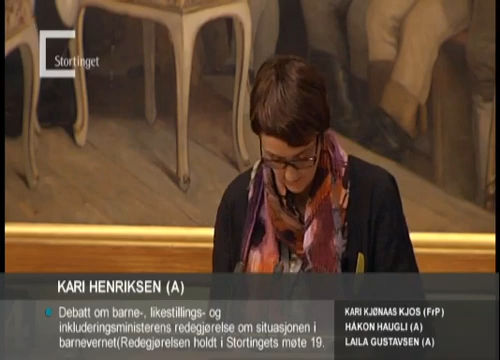 Stortinget
KARI HENRIKSEN (A)
Debatt om barne-, likestillings- og
inkluderingsministerens redegjørelse om situasjonen i
barnevernet(Redegjørelsen holdt i Stortingets møte 19.
KARI KJØNAAS KJOS (FrP)
HÅKON HAUGLI (A)
LAILA GUSTAVSEN (A)